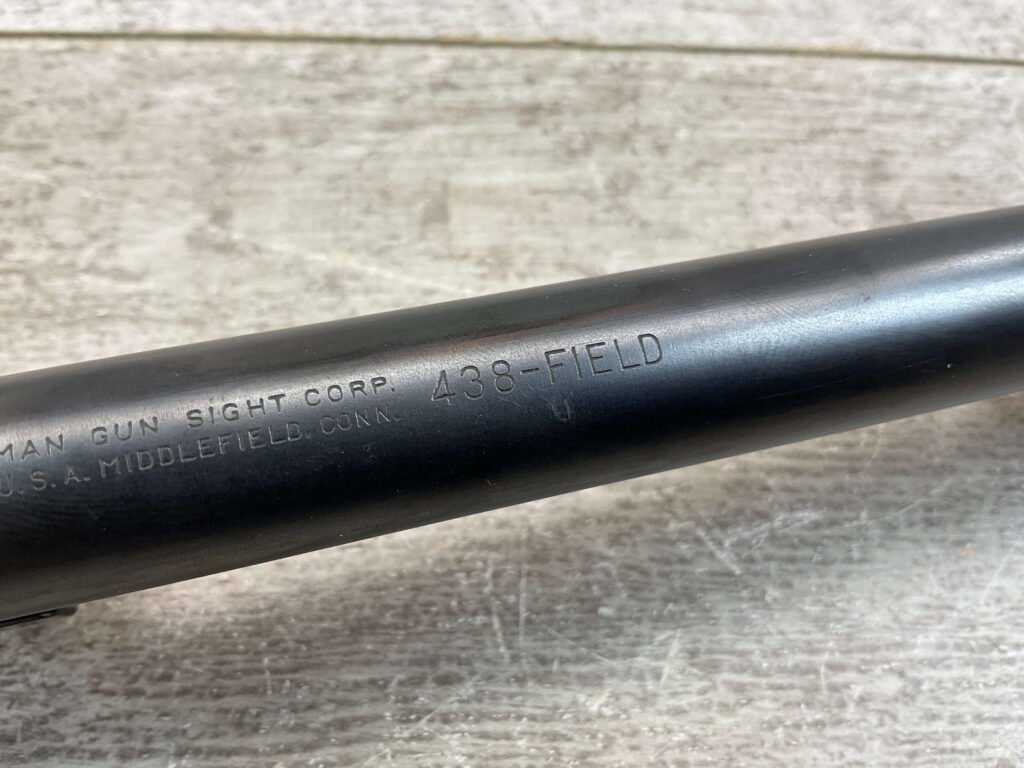 MAN GUN SIGHT CORP.
U.S.A. MIDDLEFIELD, CONN.
438-FIELD